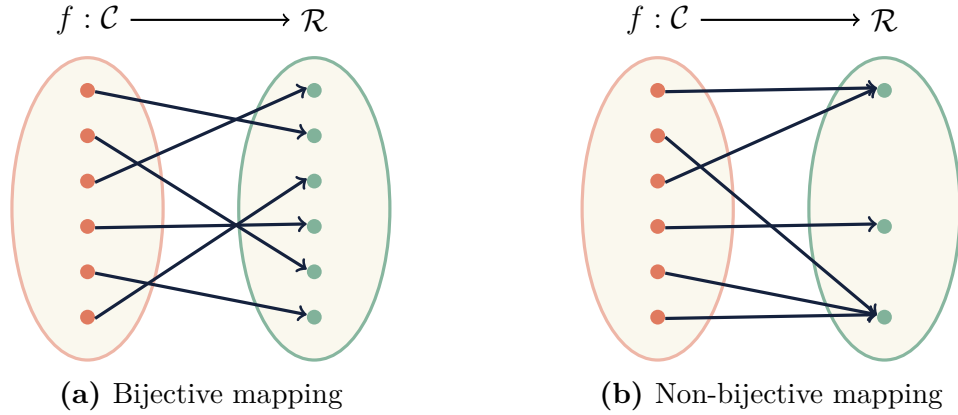 f : 𝒞 ⟶ ℛ
f : 𝒞 ⟶ ℛ
(a) Bijective mapping
(b) Non-bijective mapping